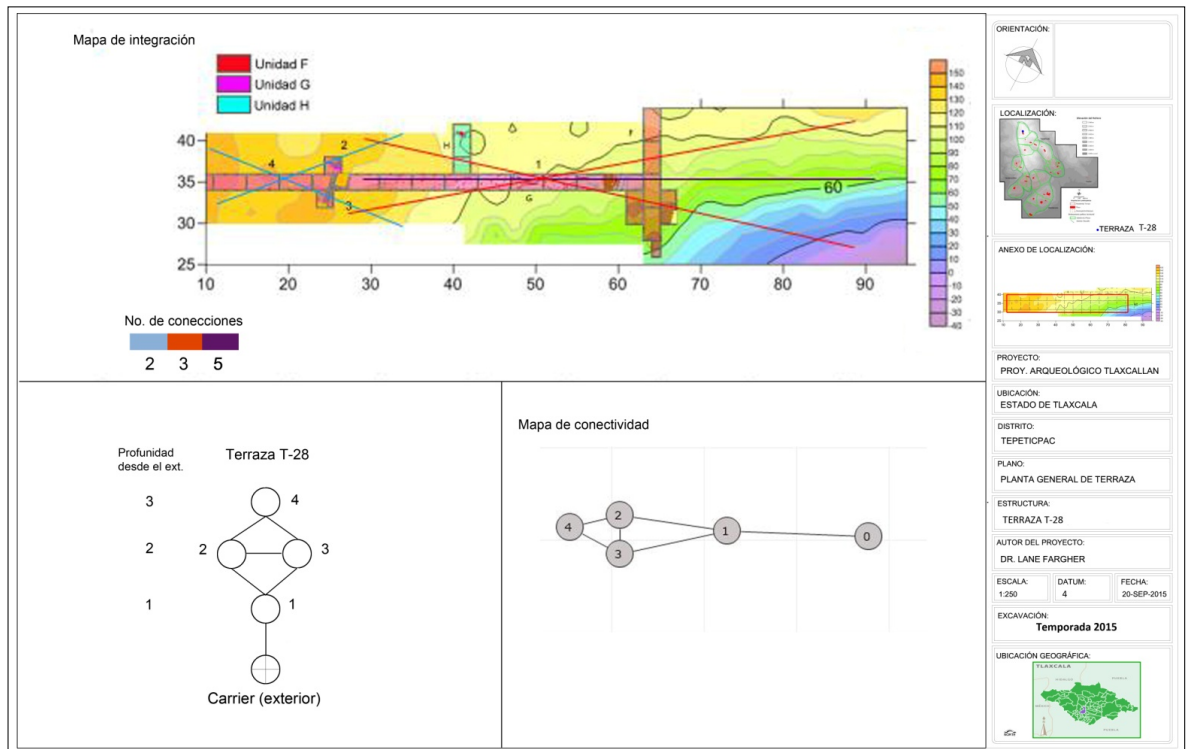 Mapa de integración
Unidad F
Unidad G
Unidad H
40
35
30
25
10 20 30 40 50 60 70 80 90
H
2
4
3
1
F
G
60
150
140
130
120
100
90
80
70
60
50
40
30
20
10
0
-10
-20
-30
-40
No. de conecciones
2 3 5
Profunidad
desde el ext.
Terraza T-28
3
4
2
2
3
1
1
Carrier (exterior)
Mapa de conectividad
4
2
3
1
0
ORIENTACIÓN:
LOCALIZACIÓN:
TERRAZA T-28
ANEXO DE LOCALIZACIÓN:
PROYECTO:
PROY. ARQUEOLÓGICO TLAXCALLAN
UBICACIÓN:
ESTADO DE TLAXCALA
DISTRITO:
TEPETICPAC
PLANO:
PLANTA GENERAL DE TERRAZA
ESTRUCTURA:
TERRAZA T-28
AUTOR DEL PROYECTO:
DR. LANE FARGHER
ESCALA:
1:250
DATUM:
4
FECHA:
20-SEP-2015
EXCAVACIÓN:
Temporada 2015
UBICACIÓN GEOGRÁFICA:
TLAXCALA